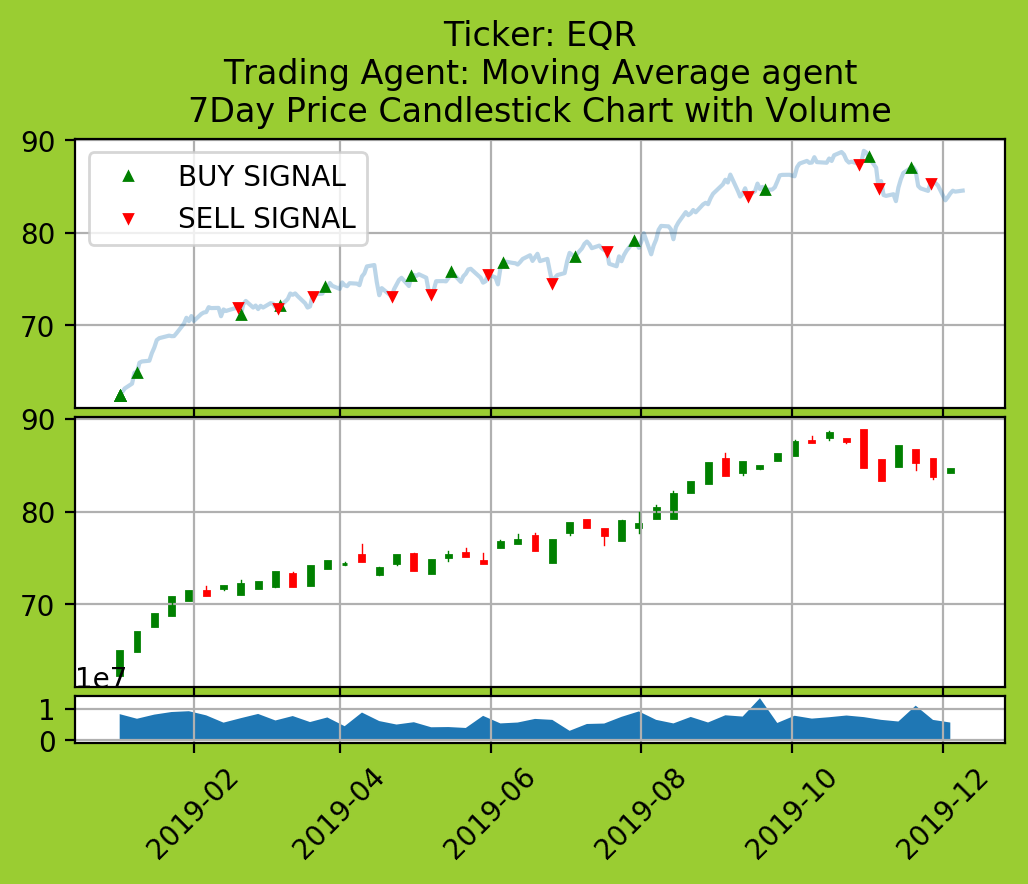 Ticker: EQR
Trading Agent: Moving Average agent
7Day Price Candlestick Chart with Volume
90
BUY SIGNAL
SELL SIGNAL
80
70
90
80
70
1e7
1
0
2019-02
2019-04
2019-06
2019-08
2019-10
2019-12